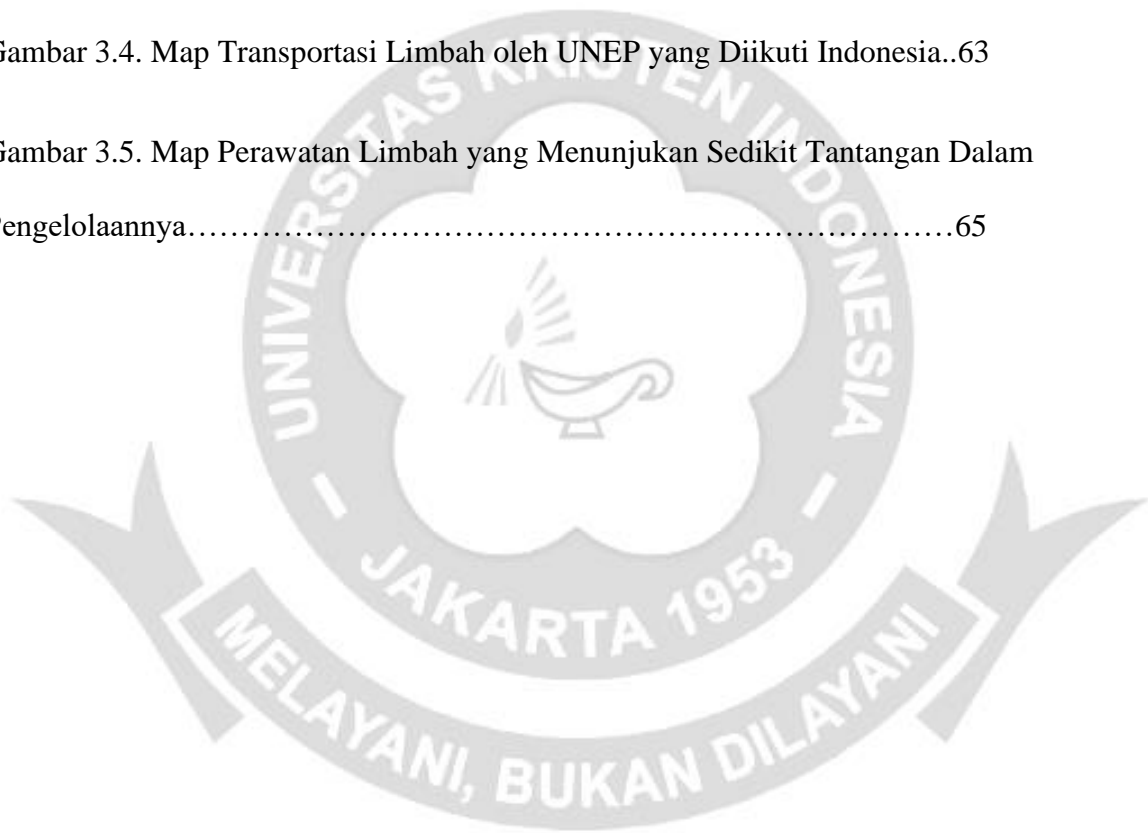 Gambar 3.4. Map Transportasi Limbah oleh UNEP yang Diikuti Indonesia..63
Gambar 3.5. Map Perawatan Limbah yang Menunjukan Sedikit Tantangan Dalam
Pengelolaannya……………………………………………………………65
UNIVERSITAS KRISTEN INDONESIA
- JAKARTA 1953 -
MELAYANI, BUKAN DILAYANI